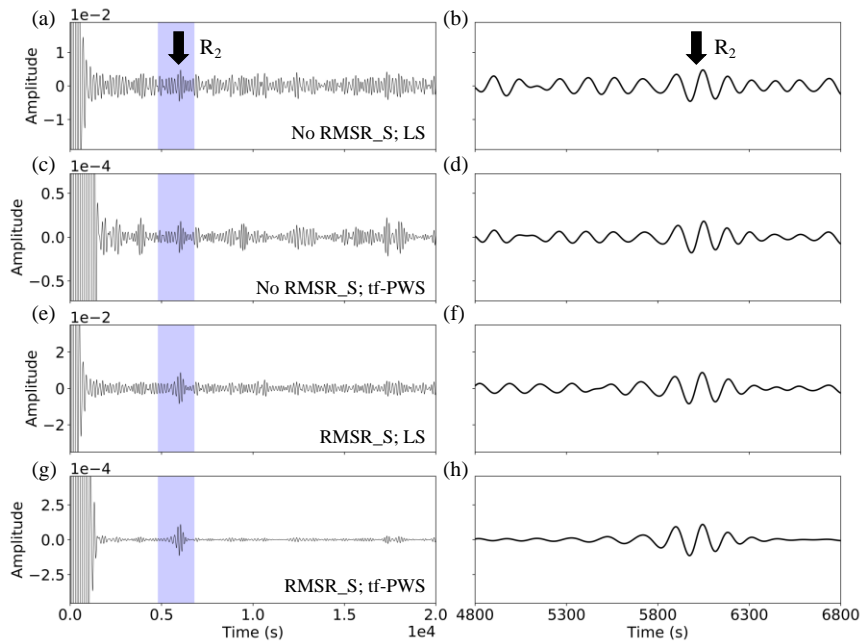 (a)
1e−2
(b)
R2
R2
1
0
−1
Amplitude
No RMSR_S; LS
(c)
1e−4
(d)
0.5
0.0
−0.5
Amplitude
No RMSR_S; tf-PWS
(e)
1e−2
(f)
2
0
−2
Amplitude
RMSR_S; LS
(g)
1e−4
(h)
2.5
0.0
−2.5
Amplitude
RMSR_S; tf-PWS
0.0 0.5 1.0 1.5 2.0
Time (s)
1e4
4800 5300 5800 6300 6800
Time (s)